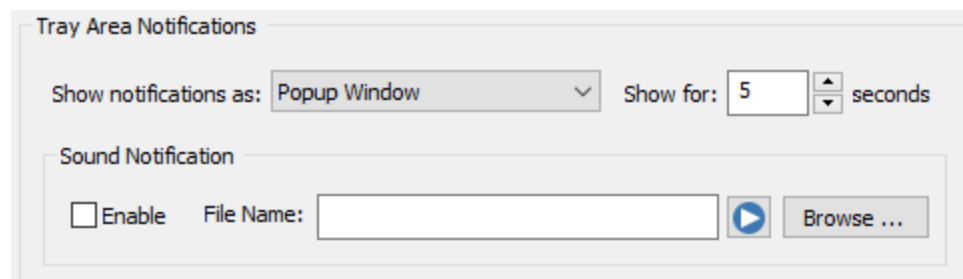 Tray Area Notifications
Show notifications as: Popup Window Show for: 5 seconds
Sound Notification
Enable File Name: Browse ...